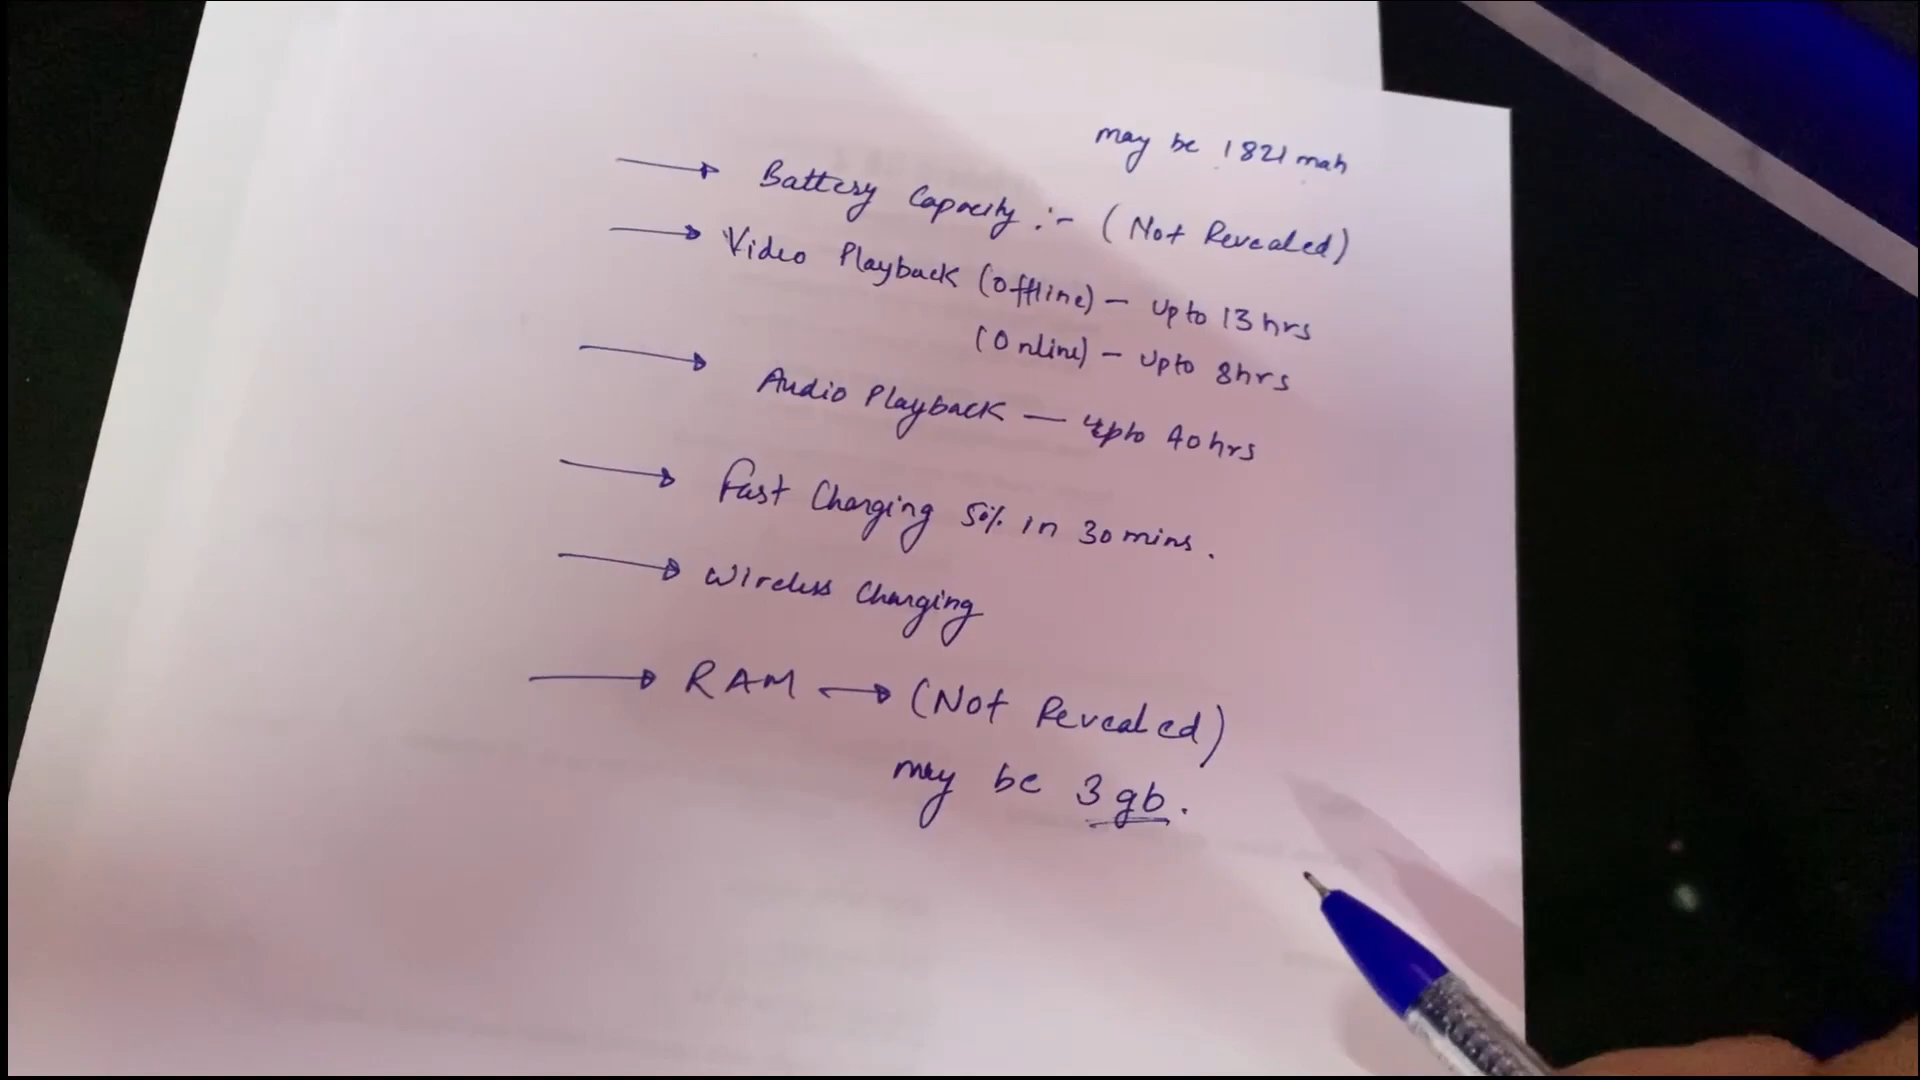 may be 1821 mah
Battery Capacity :- (Not Revealed)
Video Playback (Offline) - Upto 13 hrs
(Online) - Upto 8hrs
Audio Playback — upto 40 hrs
Fast Charging 50% in 30 mins.
Wireless Charging
RAM → (Not Revealed)
may be 3 gb.